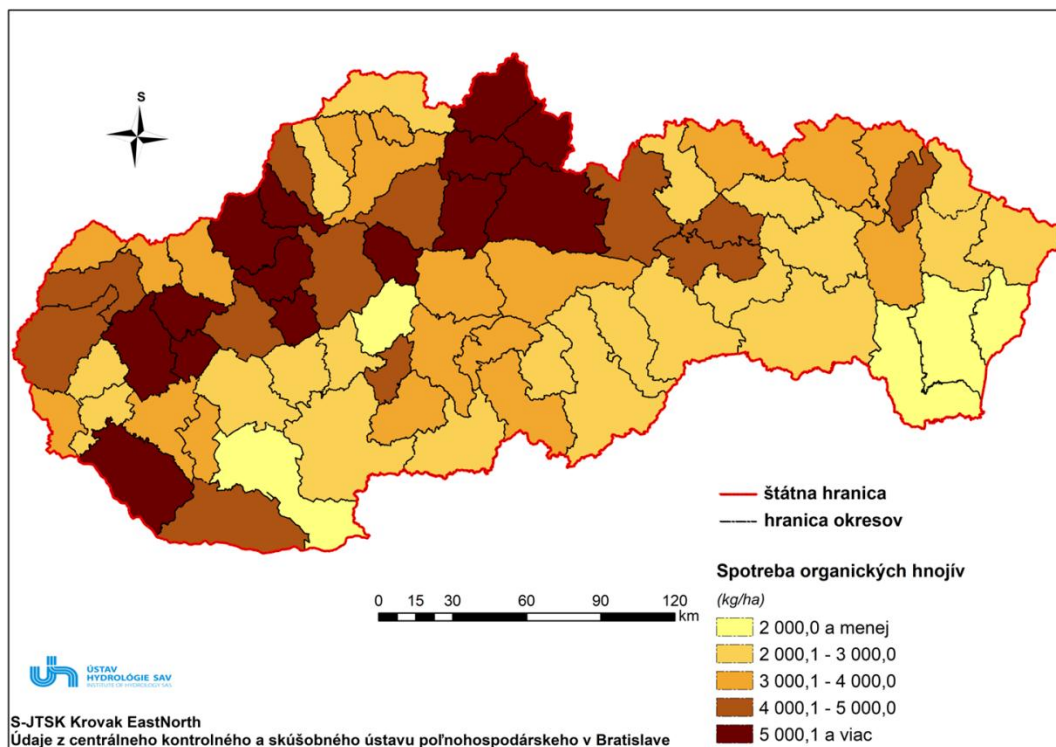 S
štátna hranica
hranica okresov
Spotreba organických hnojív
(kg/ha)
2 000,0 a menej
2 000,1 - 3 000,0
3 000,1 - 4 000,0
4 000,1 - 5 000,0
5 000,1 a viac
0 15 30 60 90 120
km
ÚSTAV
HYDROLÓGIE SAV
INSTITUTE OF HYDROLOGY SAS
S-JTSK Krovak EastNorth
Údaje z centrálneho kontrolného a skúšobného ústavu poľnohospodárskeho v Bratislave